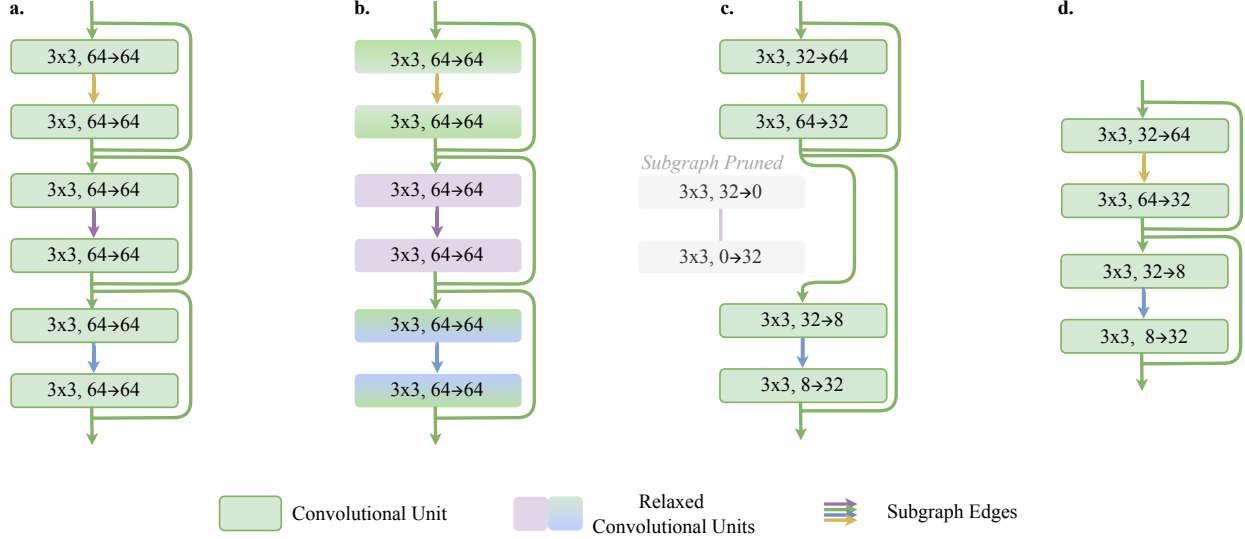 a.
3x3, 64→64
3x3, 64→64
3x3, 64→64
3x3, 64→64
3x3, 64→64
3x3, 64→64
b.
3x3, 64→64
3x3, 64→64
3x3, 64→64
3x3, 64→64
3x3, 64→64
3x3, 64→64
c.
3x3, 32→64
3x3, 64→32
Subgraph Pruned
3x3, 32→0
3x3, 0→32
3x3, 32→8
3x3, 8→32
d.
3x3, 32→64
3x3, 64→32
3x3, 32→8
3x3, 8→32
Convolutional Unit
Relaxed
Convolutional Units
Subgraph Edges